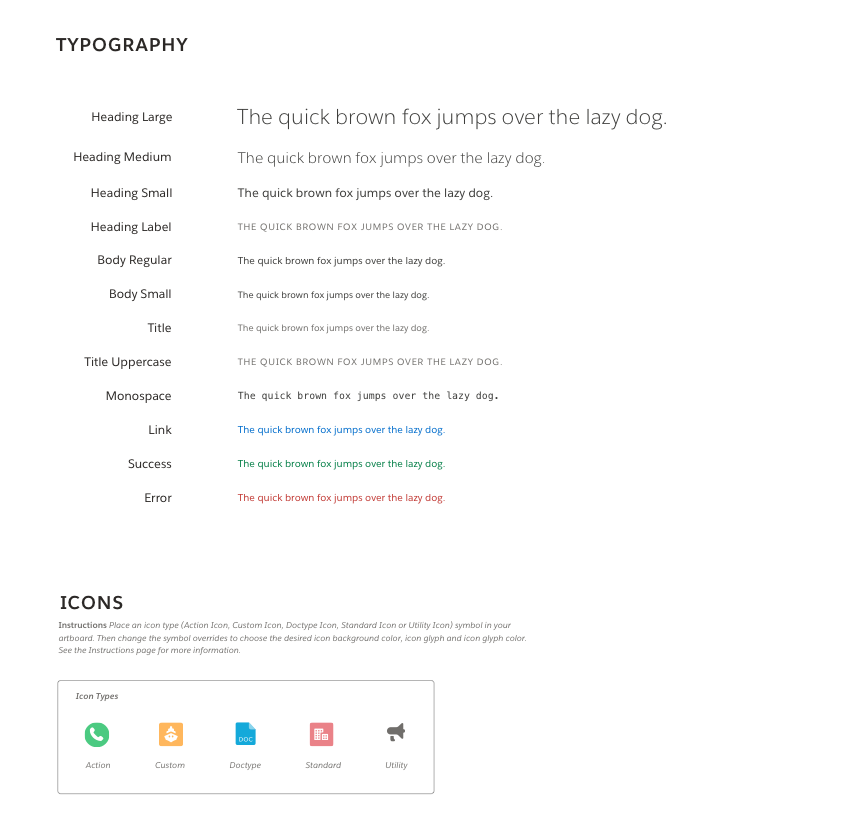 TYPOGRAPHY
Heading Large The quick brown fox jumps over the lazy dog.
Heading Medium The quick brown fox jumps over the lazy dog.
Heading Small The quick brown fox jumps over the lazy dog.
Heading Label THE QUICK BROWN FOX JUMPS OVER THE LAZY DOG.
Body Regular The quick brown fox jumps over the lazy dog.
Body Small The quick brown fox jumps over the lazy dog.
Title The quick brown fox jumps over the lazy dog.
Title Uppercase THE QUICK BROWN FOX JUMPS OVER THE LAZY DOG.
Monospace The quick brown fox jumps over the lazy dog.
Link The quick brown fox jumps over the lazy dog.
Success The quick brown fox jumps over the lazy dog.
Error The quick brown fox jumps over the lazy dog.
ICONS
Instructions Place an icon type (Action Icon, Custom Icon, Doctype Icon, Standard Icon or Utility Icon) symbol in your
artboard. Then change the symbol overrides to choose the desired icon background color, icon glyph and icon glyph color.
See the Instructions page for more information.
Icon Types
DOC
Action Custom Doctype Standard Utility